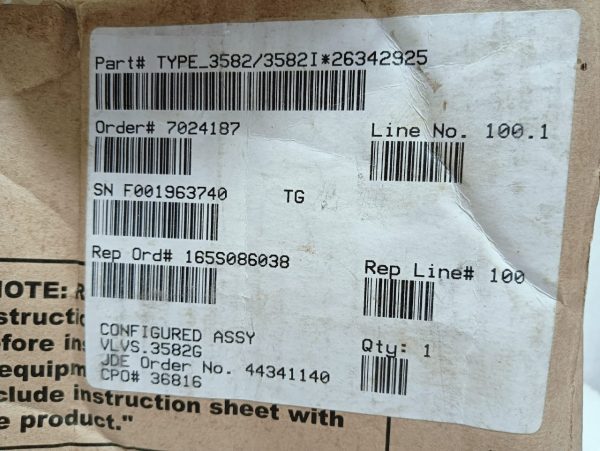 Part# TYPE_3582/3582I*26342925
Order# 7024187
Line No. 100.1
SN F001963740
TG
Rep Ord# 165S086038
Rep Line# 100
CONFIGURED ASSY
VLVS.3582G
JDE Order No. 44341140
CPO# 36816
Qty: 1
NOTE:
equipm
clude instruction sheet with
product."